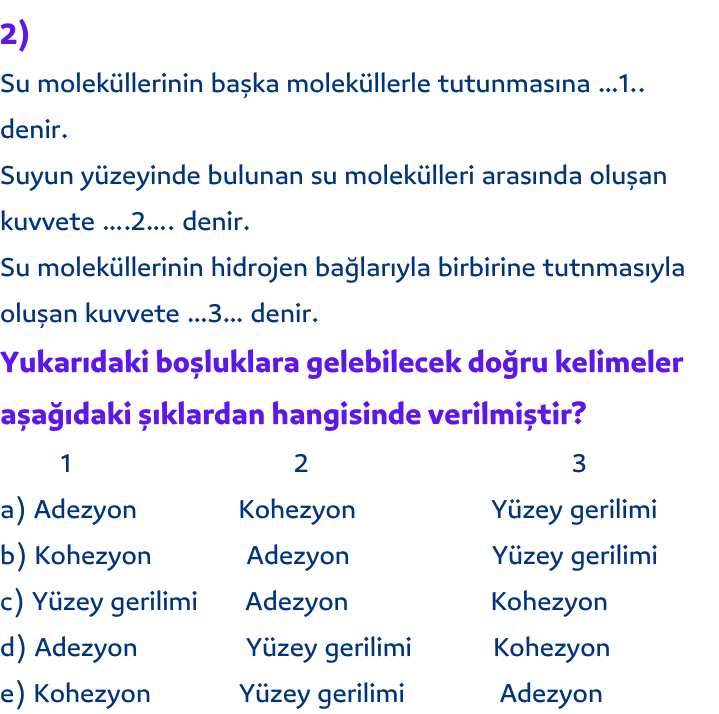 2)
Su moleküllerinin başka moleküllerle tutunmasına ...1..
denir.
Suyun yüzeyinde bulunan su molekülleri arasında oluşan
kuvvete ....2.... denir.
Su moleküllerinin hidrojen bağlarıyla birbirine tutnmasıyla
oluşan kuvvete ...3... denir.
Yukarıdaki boşluklara gelebilecek doğru kelimeler
aşağıdaki şıklardan hangisinde verilmiştir?
1 2 3
a) Adezyon Kohezyon Yüzey gerilimi
b) Kohezyon Adezyon Yüzey gerilimi
c) Yüzey gerilimi Adezyon Kohezyon
d) Adezyon Yüzey gerilimi Kohezyon
e) Kohezyon Yüzey gerilimi Adezyon